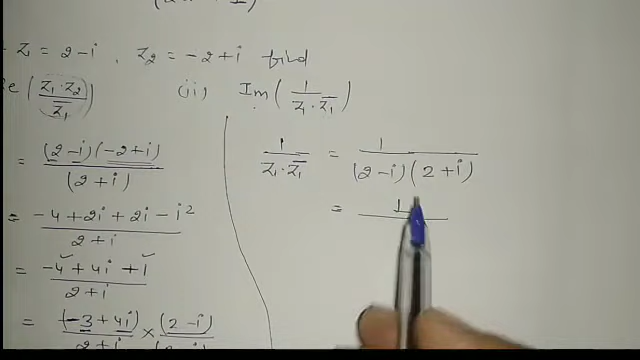 z = 2 - i , z2 = -2 + i find
(z1 · z2 / z̄1) (ii) Im(1 / z1 · z̄1)
= (2 - i)(-2 + i) / (2 + i)
= -4 + 2i + 2i - i² / 2 + i
= -4 + 4i + 1 / 2 + i
= (-3 + 4i) / 2 + i × (2 - i)
1 / z1 · z̄1 = 1 / (2 - i)(2 + i)
= 1